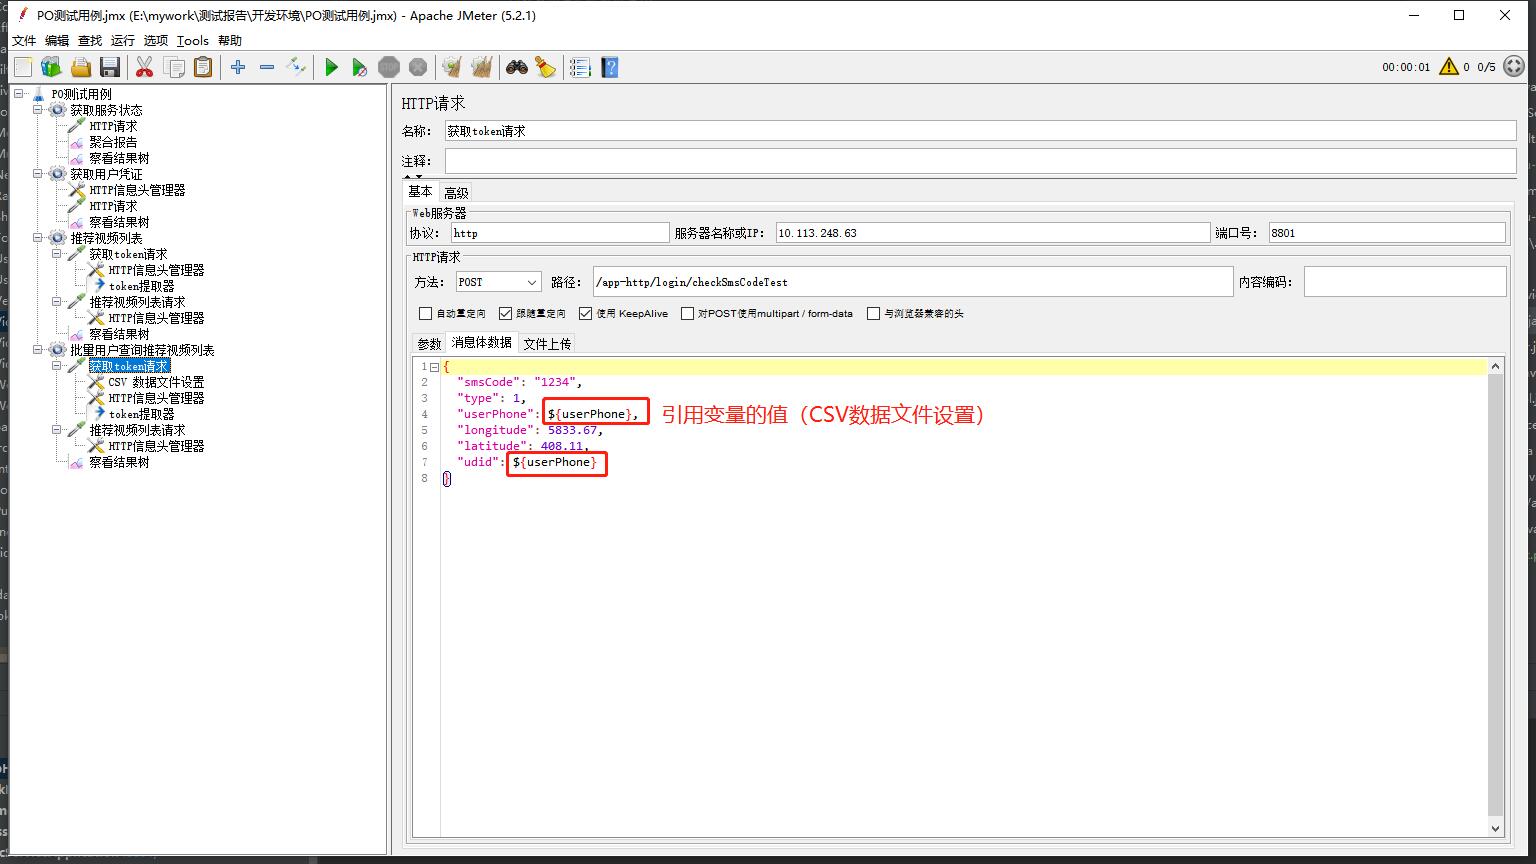 PO测试用例.jmx (E:\mywork\测试报告\开发环境\PO测试用例.jmx) - Apache JMeter (5.2.1)
文件 编辑 查找 运行 选项 Tools 帮助
00:00:01 0 0/5
PO测试用例
获取服务状态
HTTP请求
聚合报告
察看结果树
获取用户凭证
HTTP信息头管理器
HTTP请求
察看结果树
推荐视频列表
获取token请求
HTTP信息头管理器
token提取器
推荐视频列表请求
HTTP信息头管理器
察看结果树
批量用户查询推荐视频列表
获取token请求
CSV 数据文件设置
HTTP信息头管理器
token提取器
推荐视频列表请求
HTTP信息头管理器
察看结果树
HTTP请求
名称: 获取token请求
注释:
基本 高级
Web服务器
协议: http 服务器名称或IP: 10.113.248.63 端口号: 8801
HTTP请求
方法: POST 路径: /app-http/login/checkSmsCodeTest 内容编码:
自动重定向 跟随重定向 使用 KeepAlive 对POST使用multipart / form-data 与浏览器兼容的头
参数 消息体数据 文件上传
1 {
2 "smsCode": "1234",
3 "type": 1,
4 "userPhone": ${userPhone}, 引用变量的值（CSV数据文件设置）
5 "longitude": 5833.67,
6 "latitude": 408.11,
7 "udid": ${userPhone}
8 }